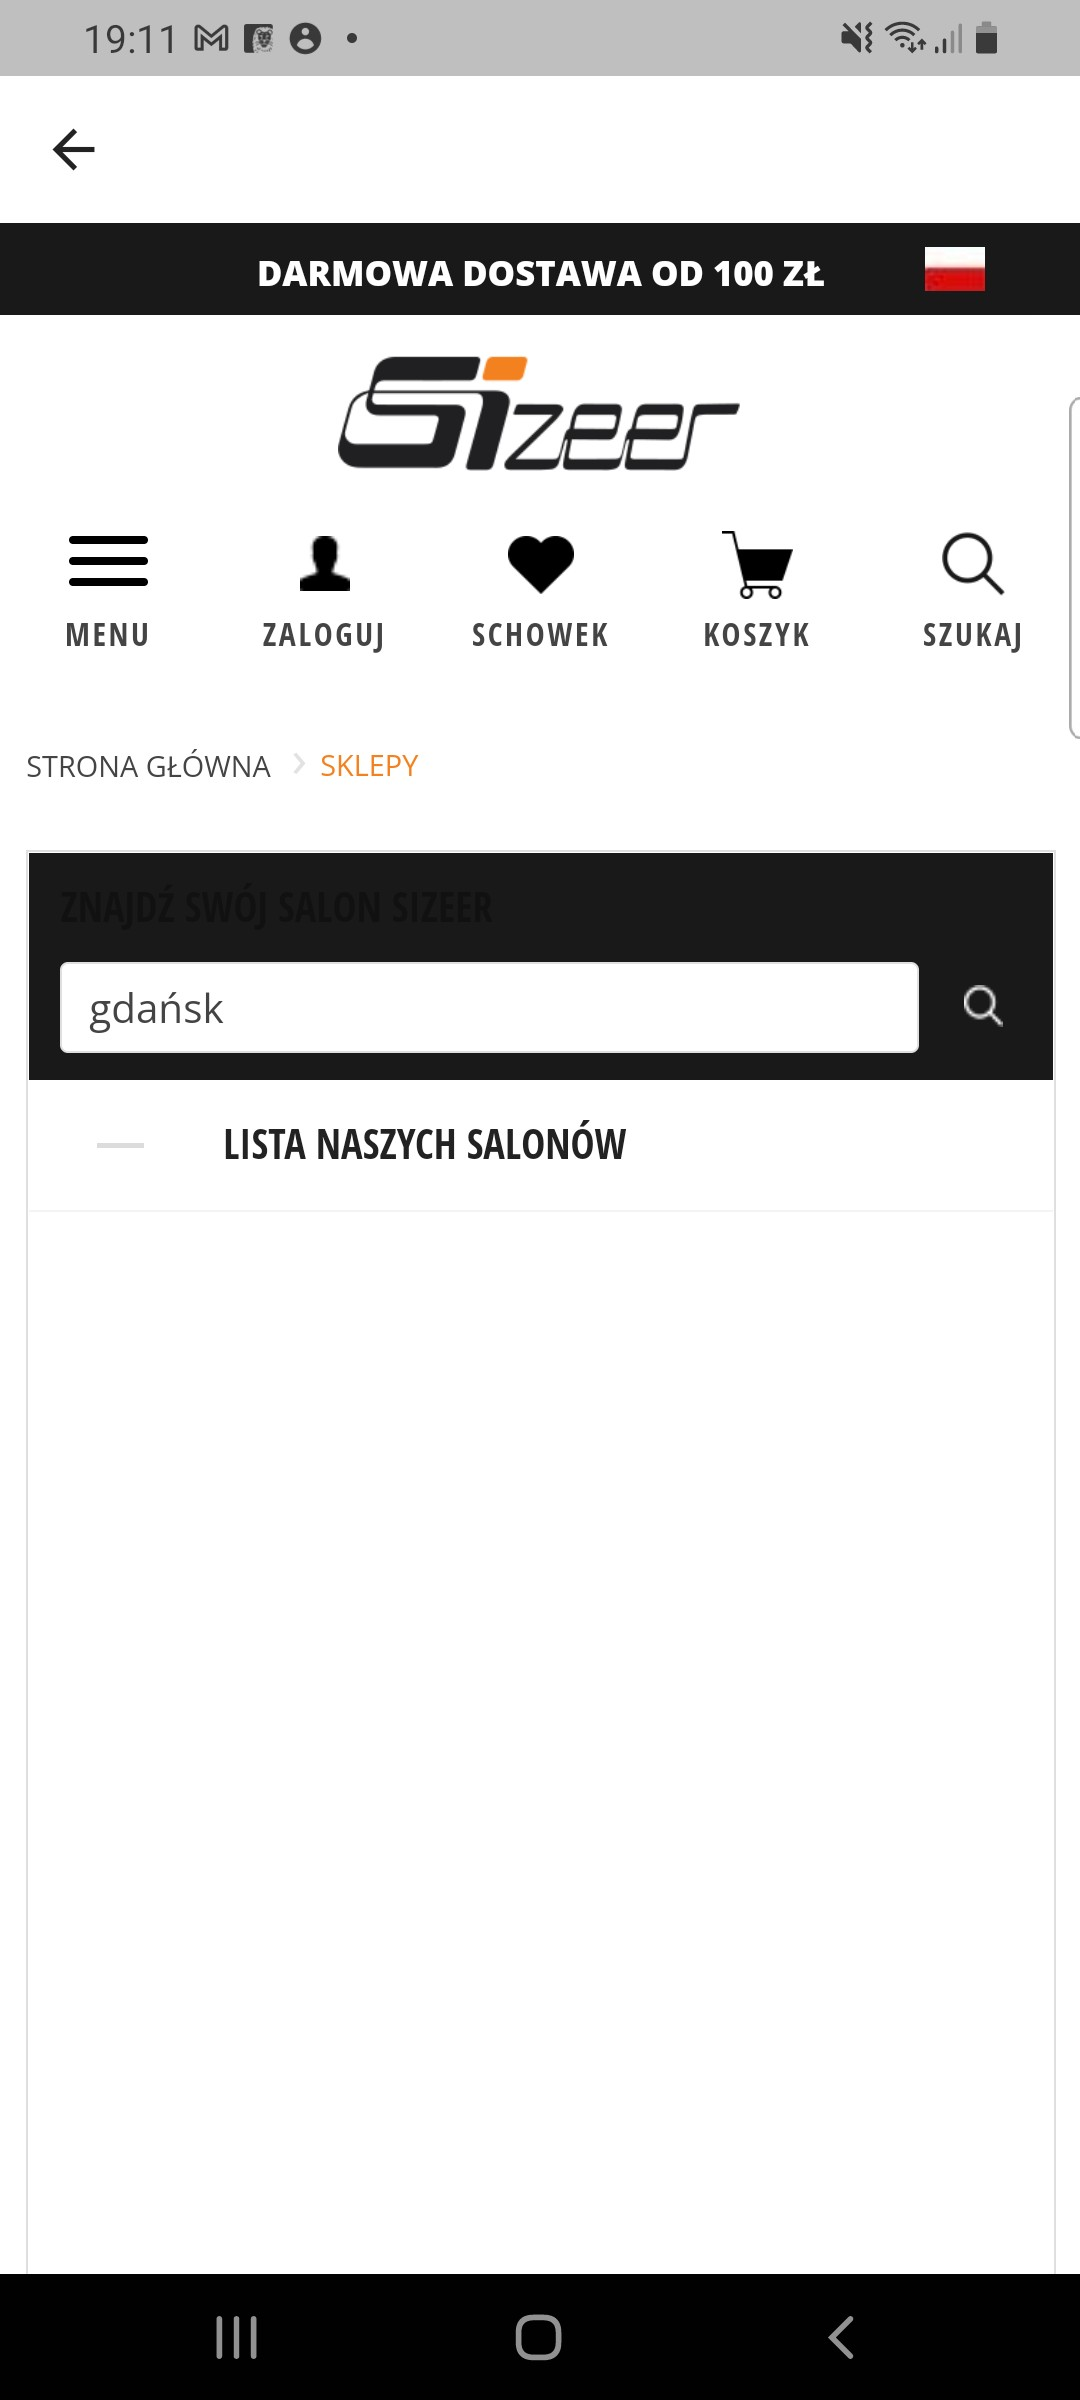 19:11
DARMOWA DOSTAWA OD 100 ZŁ
Sizeer
MENU ZALOGUJ SCHOWEK KOSZYK SZUKAJ
STRONA GŁÓWNA SKLEPY
ZNAJDŹ SWÓJ SALON SIZEER
gdańsk
LISTA NASZYCH SALONÓW